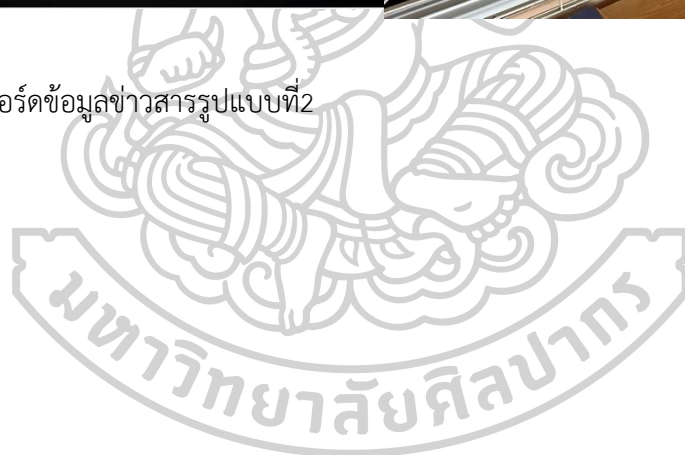 อร์ดข้อมูลข่าวสารรูปแบบที่2
มหาวิทยาลัยศิลปากร